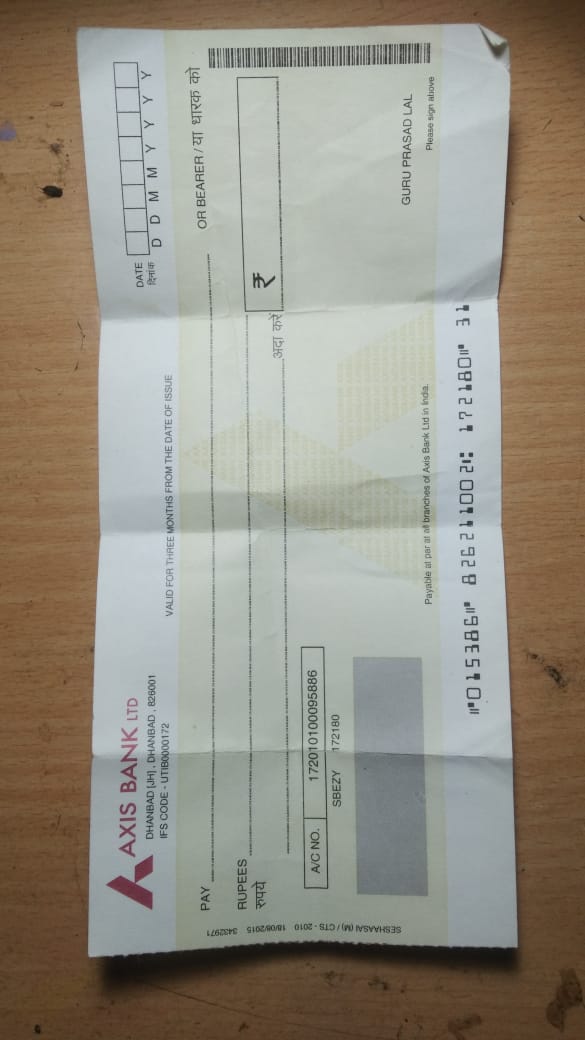 AXIS BANK LTD
DHANBAD [JH], DHANBAD, 826001
IFS CODE - UTIB0000172
VALID FOR THREE MONTHS FROM THE DATE OF ISSUE
DATE
दिनांक
D D M M Y Y Y Y
PAY
OR BEARER / या धारक को
RUPEES
रुपये
अदा करें
₹
A/C NO. 172010100095886
SBEZY 172180
GURU PRASAD LAL
Please sign above
Payable at par at all branches of Axis Bank Ltd in India.
⑈015386⑈ 826211002⑆ 172180⑈ 31
SESHAASAI (M) / CTS - 2010 18/08/2015 3432971